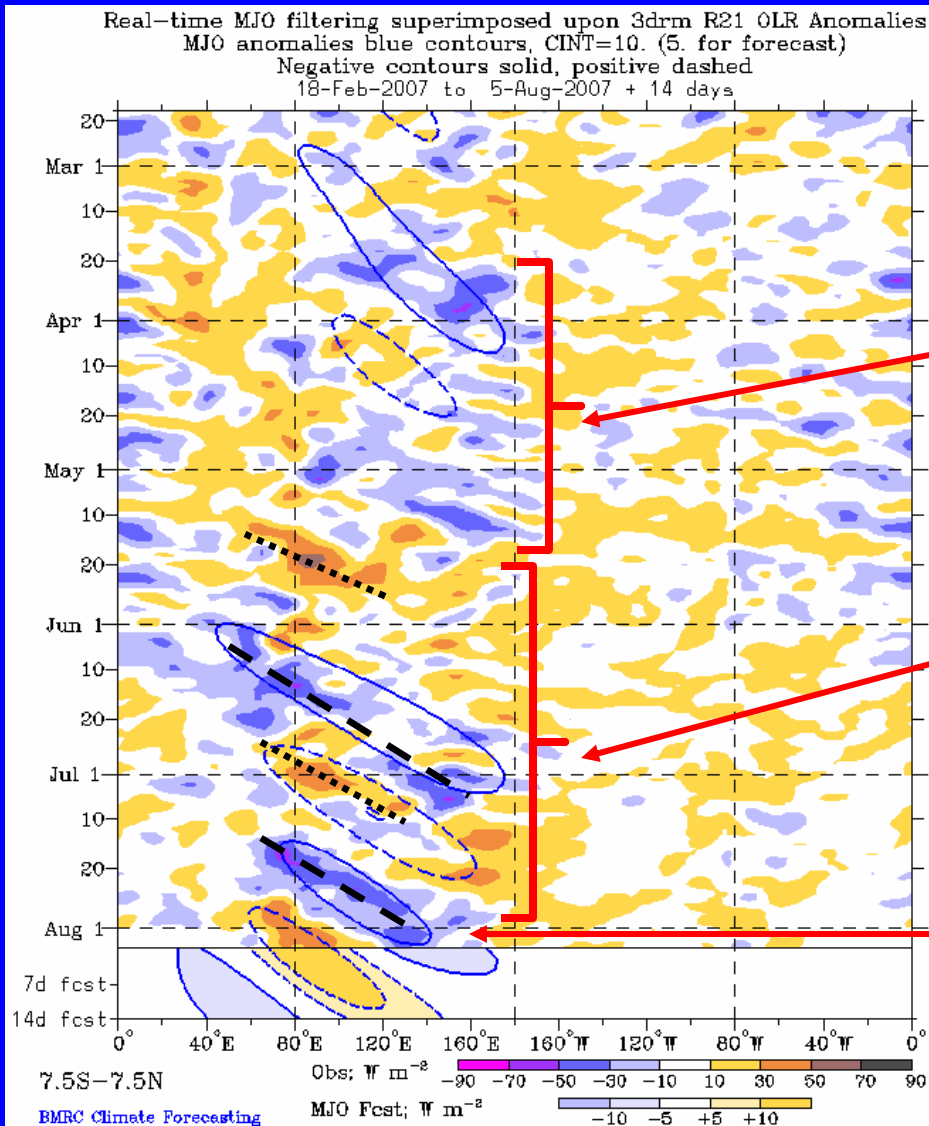 Real-time MJO filtering superimposed upon 3drm R21 OLR Anomalies
MJO anomalies blue contours, CINT=10. (5. for forecast)
Negative contours solid, positive dashed
18-Feb-2007 to 5-Aug-2007 + 14 days
20
Mar 1
10
20
Apr 1
10
20
May 1
10
20
Jun 1
10
20
Jul 1
10
20
Aug 1
7d fcst
14d fcst
0° 40°E 80°E 120°E 160°E 160°W 120°W 80°W 40°W 0°
7.5S-7.5N
Obs; W m⁻²
-90 -70 -50 -30 -10 10 30 50 70 90
MJO Fcst; W m⁻²
-10 -5 +5 +10
BMRC Climate Forecasting